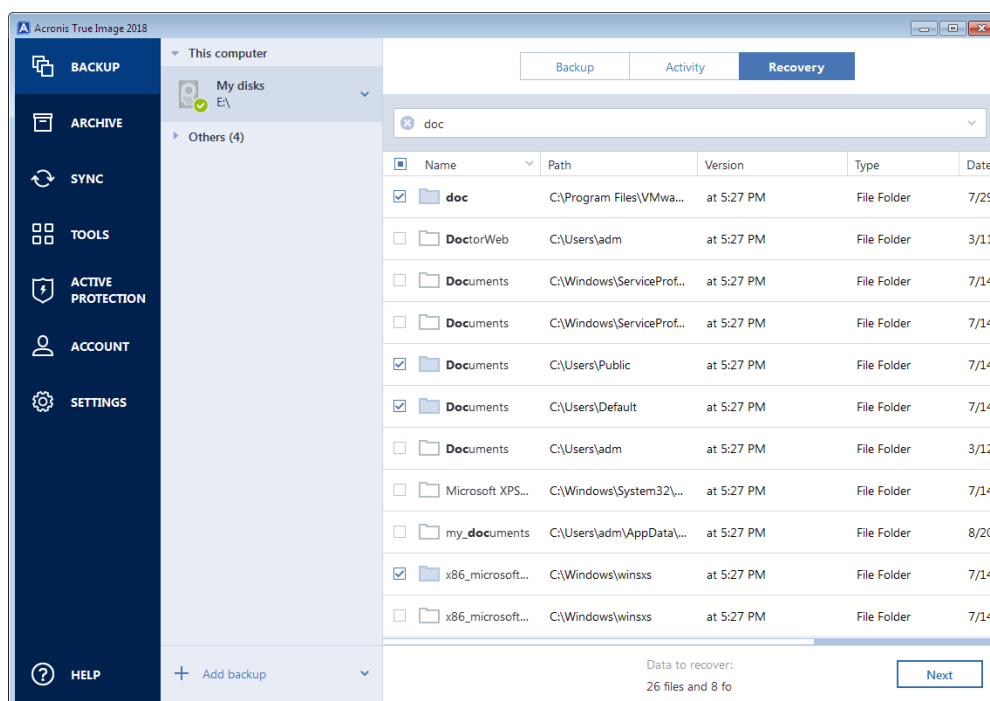 Acronis True Image 2018
BACKUP
ARCHIVE
SYNC
TOOLS
ACTIVE
PROTECTION
ACCOUNT
SETTINGS
HELP
This computer
My disks
E:\
Others (4)
Add backup
Backup Activity Recovery
doc
Name Path Version Type Date
doc C:\Program Files\VMwa... at 5:27 PM File Folder 7/29
DoctorWeb C:\Users\adm at 5:27 PM File Folder 3/11
Documents C:\Windows\ServiceProf... at 5:27 PM File Folder 7/14
Documents C:\Windows\ServiceProf... at 5:27 PM File Folder 7/14
Documents C:\Users\Public at 5:27 PM File Folder 7/14
Documents C:\Users\Default at 5:27 PM File Folder 7/14
Documents C:\Users\adm at 5:27 PM File Folder 3/12
Microsoft XPS... C:\Windows\System32\... at 5:27 PM File Folder 7/14
my_documents C:\Users\adm\AppData\... at 5:27 PM File Folder 8/20
x86_microsoft... C:\Windows\winsxs at 5:27 PM File Folder 7/14
x86_microsoft... C:\Windows\winsxs at 5:27 PM File Folder 7/14
Data to recover:
26 files and 8 fo
Next